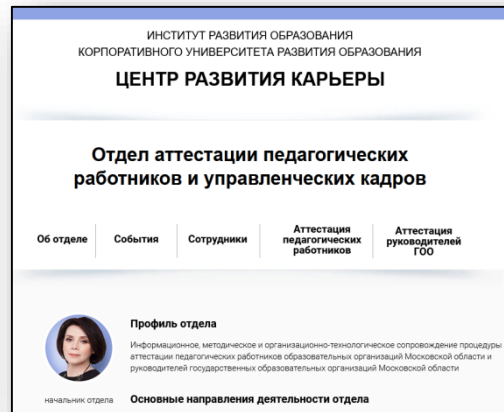 ИНСТИТУТ РАЗВИТИЯ ОБРАЗОВАНИЯ
КОРПОРАТИВНОГО УНИВЕРСИТЕТА РАЗВИТИЯ ОБРАЗОВАНИЯ
ЦЕНТР РАЗВИТИЯ КАРЬЕРЫ
Отдел аттестации педагогических
работников и управленческих кадров
Об отделе
События
Сотрудники
Аттестация
педагогических
работников
Аттестация
руководителей
ГОО
Профиль отдела
Информационное, методическое и организационно-технологическое сопровождение процедуры
аттестации педагогических работников образовательных организаций Московской области и
руководителей государственных образовательных организаций Московской области
начальник отдела
Основные направления деятельности отдела